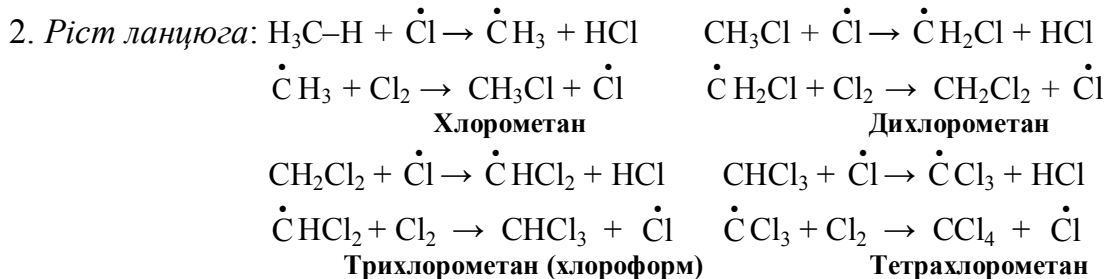 2. Ріст ланцюга: H₃C–H + Ċl → ĊH₃ + HCl CH₃Cl + Ċl → ĊH₂Cl + HCl
ĊH₃ + Cl₂ → CH₃Cl + Ċl ĊH₂Cl + Cl₂ → CH₂Cl₂ + Ċl
Хлорометан Дихлорометан
CH₂Cl₂ + Ċl → ĊHCl₂ + HCl CHCl₃ + Ċl → ĊCl₃ + HCl
ĊHCl₂ + Cl₂ → CHCl₃ + Ċl ĊCl₃ + Cl₂ → CCl₄ + Ċl
Трихлорометан (хлороформ) Тетрахлорометан